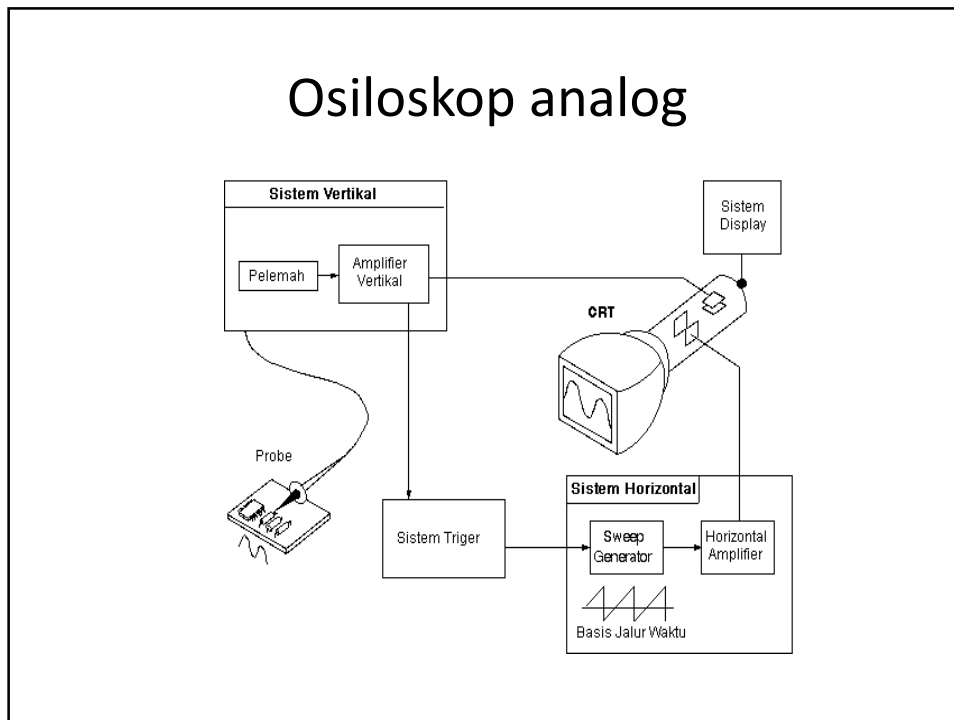 Osiloskop analog
Sistem Vertikal
Pelemah
Amplifier
Vertikal
Sistem
Display
CRT
Probe
Sistem Triger
Sistem Horizontal
Sweep
Generator
Horizontal
Amplifier
Basis Jalur Waktu